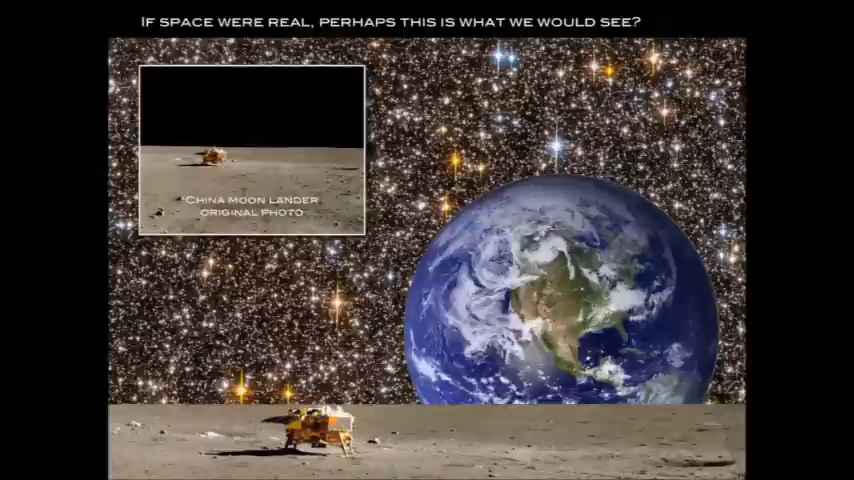 If space were real, perhaps this is what we would see?
*China moon lander
original photo